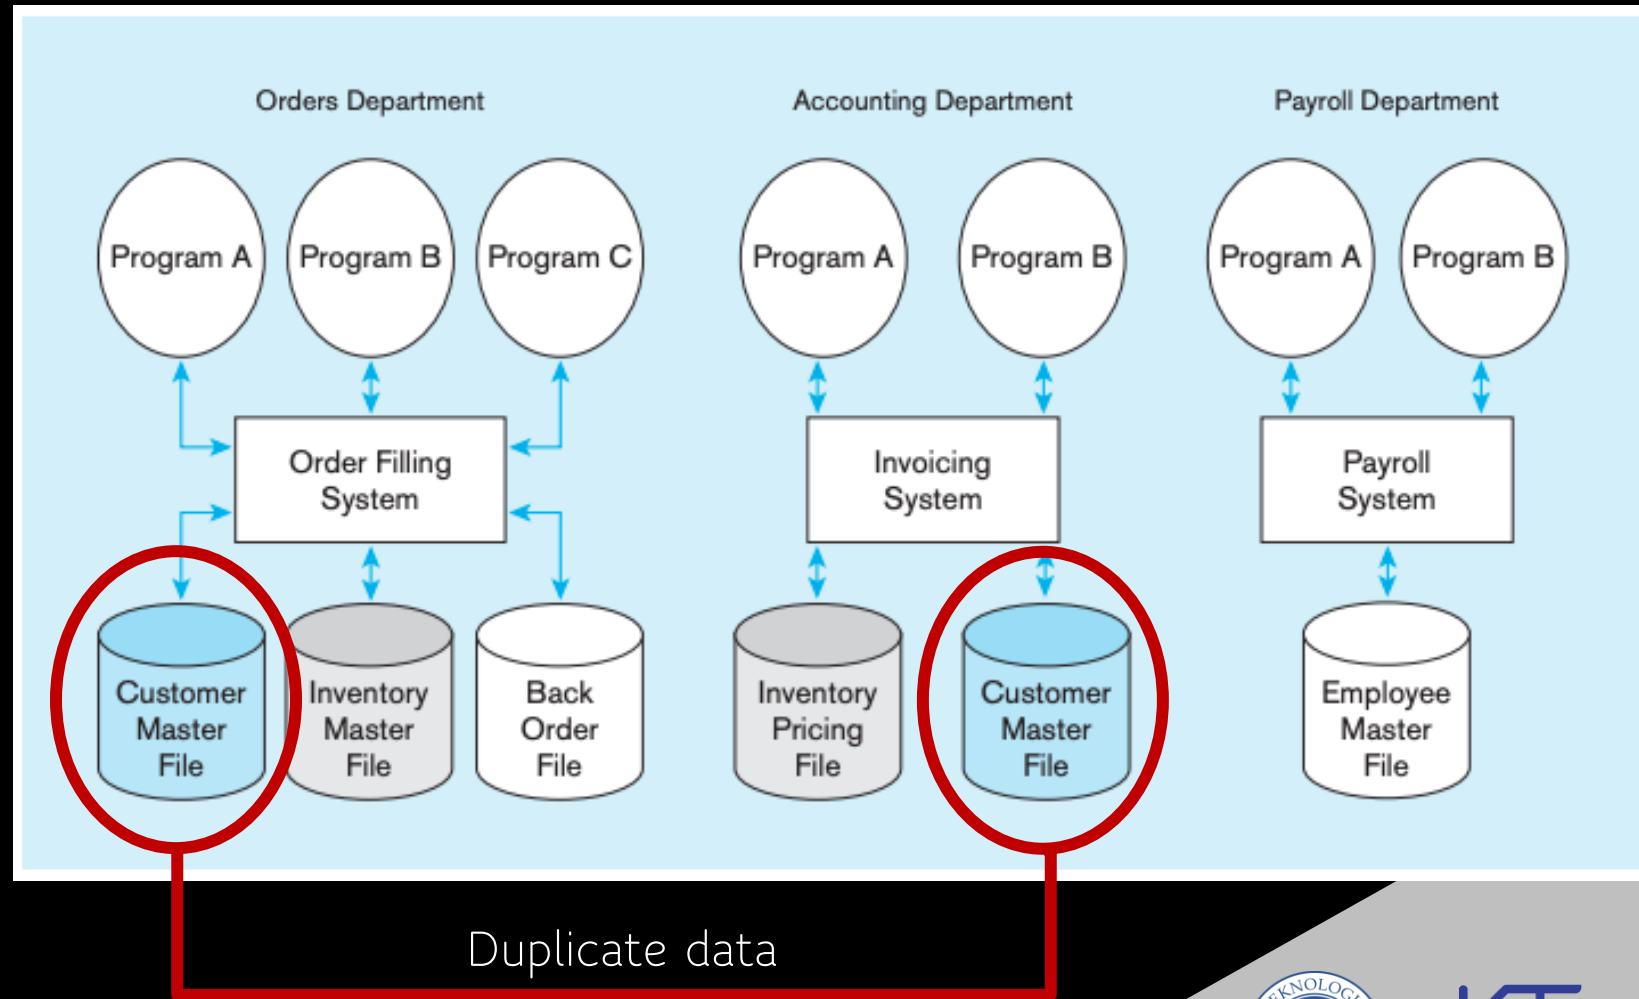 Orders Department
Accounting Department
Payroll Department
Program A
Program B
Program C
Program A
Program B
Program A
Program B
Order Filling
System
Invoicing
System
Payroll
System
Customer
Master
File
Inventory
Master
File
Back
Order
File
Inventory
Pricing
File
Customer
Master
File
Employee
Master
File
Duplicate data